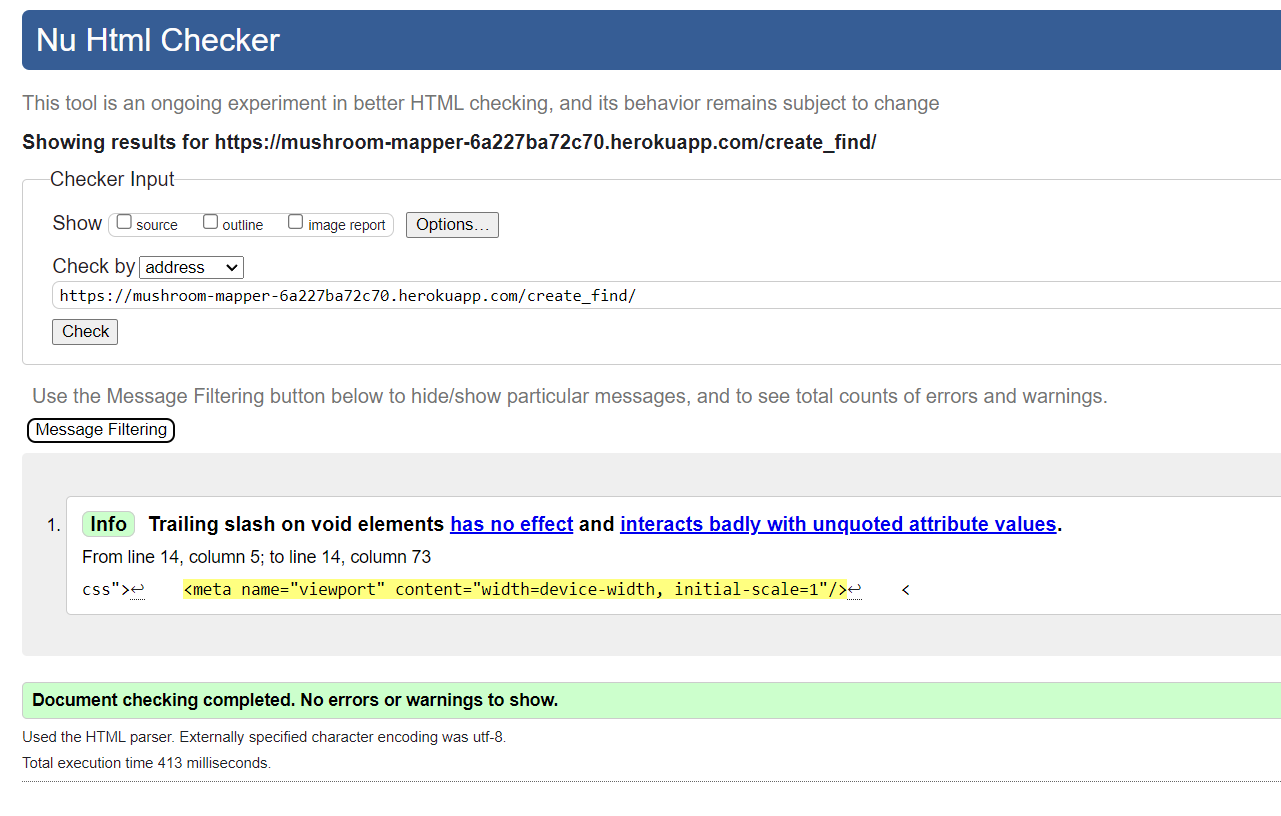 Nu Html Checker
This tool is an ongoing experiment in better HTML checking, and its behavior remains subject to change
Showing results for https://mushroom-mapper-6a227ba72c70.herokuapp.com/create_find/
Checker Input
Show source outline image report Options…
Check by address
https://mushroom-mapper-6a227ba72c70.herokuapp.com/create_find/
Check
Use the Message Filtering button below to hide/show particular messages, and to see total counts of errors and warnings.
Message Filtering
1. Info Trailing slash on void elements has no effect and interacts badly with unquoted attribute values.
From line 14, column 5; to line 14, column 73
css">↩ <meta name="viewport" content="width=device-width, initial-scale=1"/>↩ <
Document checking completed. No errors or warnings to show.
Used the HTML parser. Externally specified character encoding was utf-8.
Total execution time 413 milliseconds.